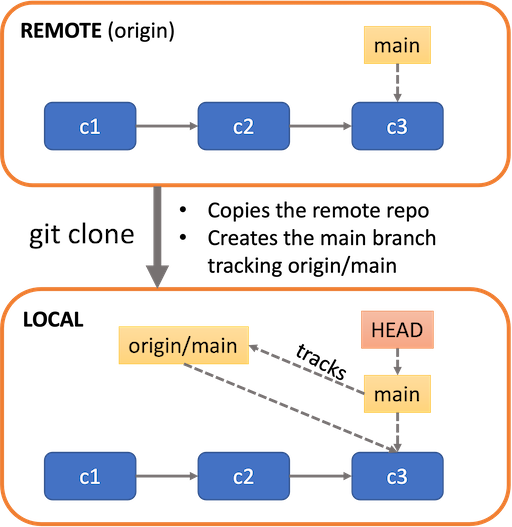 REMOTE (origin)
main
c1
c2
c3
git clone
• Copies the remote repo
• Creates the main branch
tracking origin/main
LOCAL
HEAD
origin/main
tracks
main
c1
c2
c3